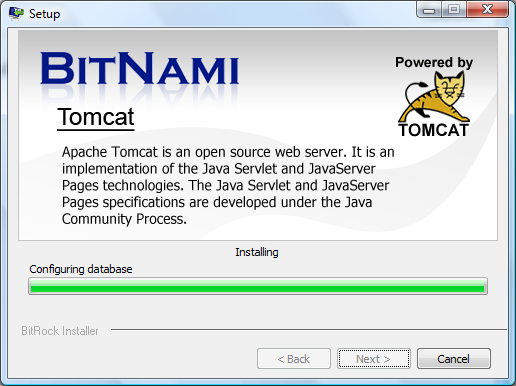 Setup
BITNAMI
Powered by
TOMCAT
Tomcat
Apache Tomcat is an open source web server. It is an
implementation of the Java Servlet and JavaServer
Pages technologies. The Java Servlet and JavaServer
Pages specifications are developed under the Java
Community Process.
Installing
Configuring database
BitRock Installer
< Back
Next >
Cancel